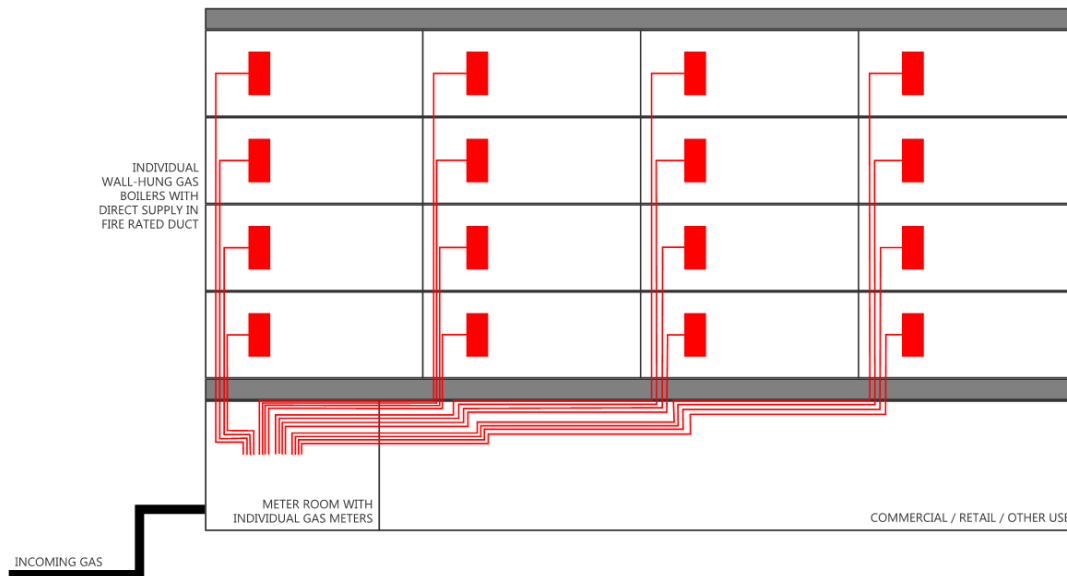 INDIVIDUAL
WALL-HUNG GAS
BOILERS WITH
DIRECT SUPPLY IN
FIRE RATED DUCT
METER ROOM WITH
INDIVIDUAL GAS METERS
COMMERCIAL / RETAIL / OTHER USE
INCOMING GAS